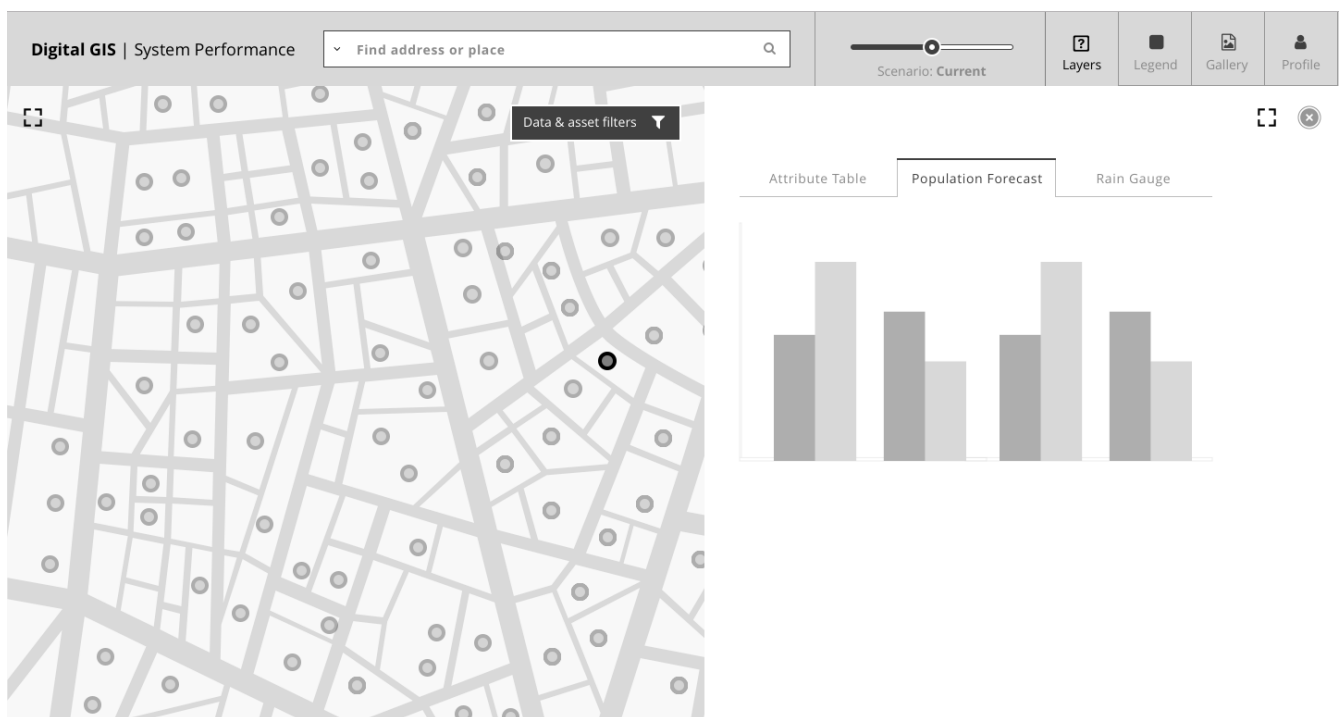 Digital GIS | System Performance
Find address or place
Scenario: Current
Layers
Legend
Gallery
Profile
Data & asset filters
Attribute Table
Population Forecast
Rain Gauge